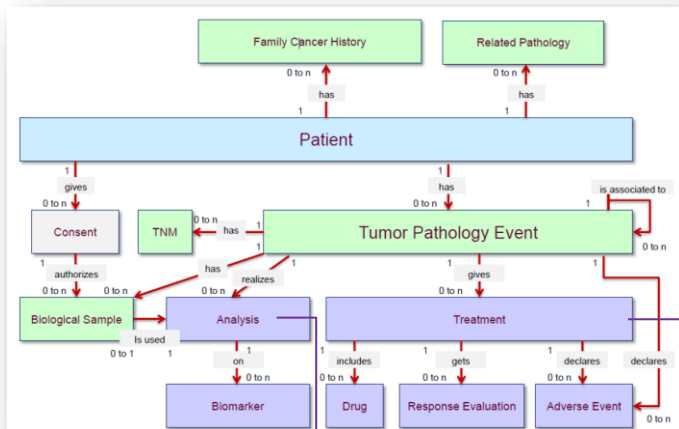 Family Cancer History
Related Pathology
0 to n
0 to n
has
has
1
1
Patient
1
1
gives
has
is associated to
1
0 to n
0 to n
0 to n
1
Consent
TNM
has
Tumor Pathology Event
0 to n
1
1
1
1
1
has
authorizes
realizes
gives
0 to n
0 to n
0 to n
0 to n
Biological Sample
Analysis
Treatment
Is used
0 to 1
1
1
1
1
1
on
includes
gets
declares
declares
0 to n
0 to n
0 to n
0 to n
Biomarker
Drug
Response Evaluation
Adverse Event
0 to n